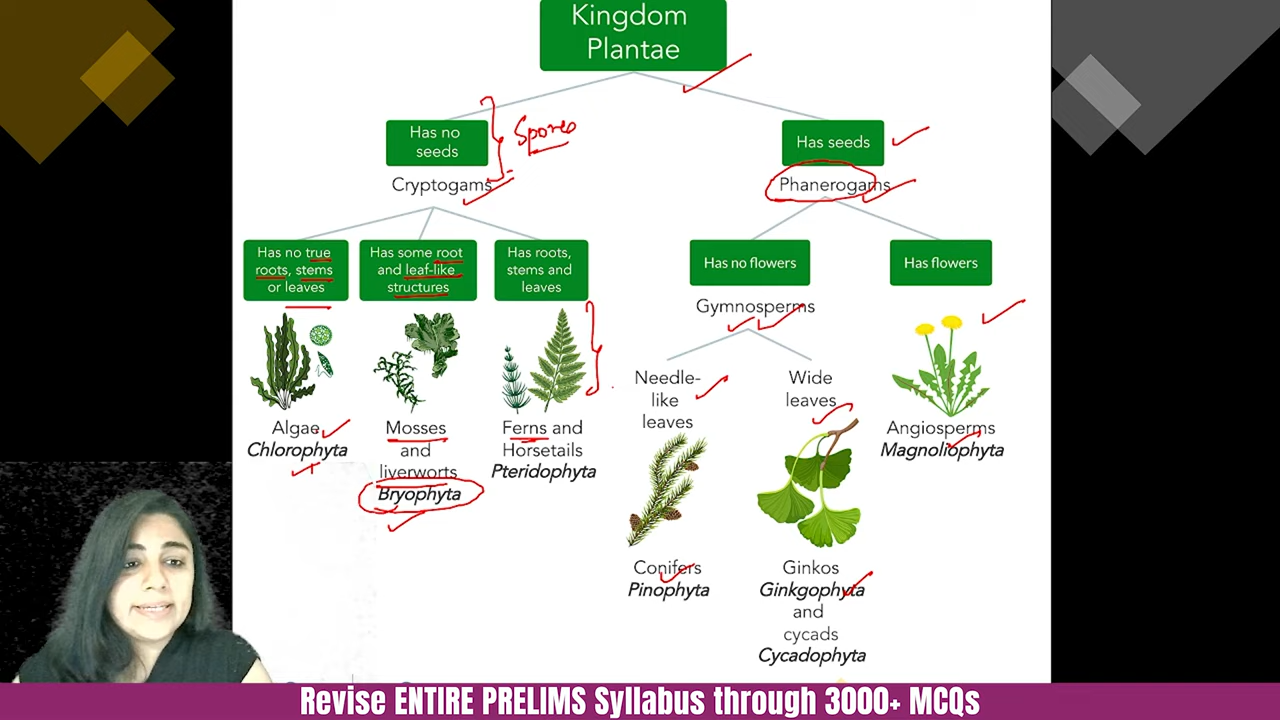 Kingdom
Plantae
Has no
seeds
Spores
Has seeds
Cryptogams
Phanerogams
Has no true
roots, stems
or leaves
Has some root
and leaf-like
structures
Has roots,
stems and
leaves
Has no flowers
Has flowers
Gymnosperms
Needle-
like
leaves
Wide
leaves
Algae
Chlorophyta
Mosses
and
liverworts
Bryophyta
Ferns and
Horsetails
Pteridophyta
Angiosperms
Magnoliophyta
Conifers
Pinophyta
Ginkos
Ginkgophyta
and
cycads
Cycadophyta
Revise ENTIRE PRELIMS Syllabus through 3000+ MCQs